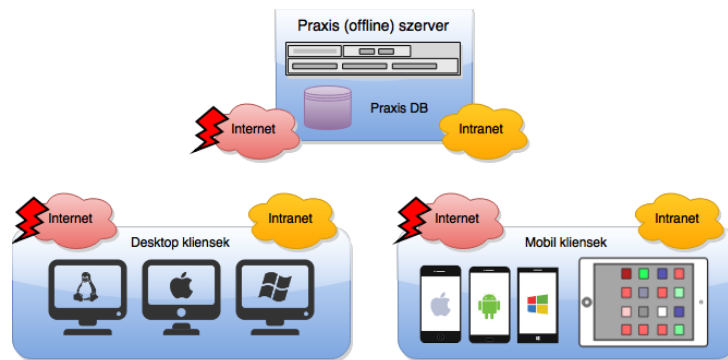 Praxis (offline) szerver
Praxis DB
Internet
Intranet
Internet
Intranet
Desktop kliensek
Internet
Intranet
Mobil kliensek